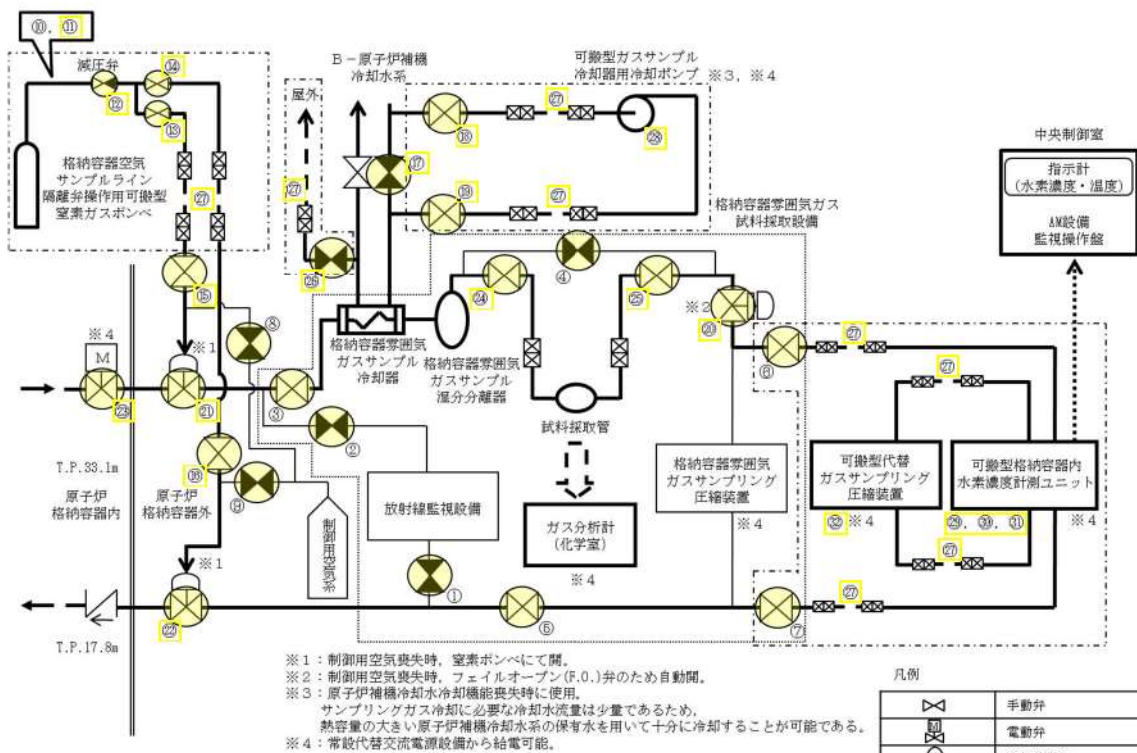 ⑩, ⑪
減圧弁
⑭
⑫
⑬
格納容器空気
サンプルライン
隔離弁操作用可搬型
窒素ガスボンベ
㉗
⑮
⑧
※4
M
※1
㉓
㉑
③
②
T.P.33.1m
原子炉
格納容器内
原子炉
格納容器外
⑯
⑨
制御用空気系
放射線監視設備
①
※1
㉒
T.P.17.8m
B-原子炉補機
冷却水系
屋外
㉗
㉖
⑰
可搬型ガスサンプル
冷却器用冷却ポンプ ※3, ※4
⑱
㉗
㉘
⑲
㉗
格納容器雰囲気ガス
試料採取設備
④
㉔
㉕
※2
⑳
格納容器雰囲気
ガスサンプル
冷却器
格納容器雰囲気
ガスサンプル
湿分分離器
試料採取管
ガス分析計
(化学室)
※4
格納容器雰囲気
ガスサンプリング
圧縮装置
※4
⑤
⑥
㉗
⑦
㉗
中央制御室
指示計
(水素濃度・温度)
AM設備
監視操作盤
㉗
可搬型代替
ガスサンプリング
圧縮装置
㉜ ※4
可搬型格納容器内
水素濃度計測ユニット
㉙, ㉚, ㉛
※4
㉗
※1:制御用空気喪失時，窒素ボンベにて開。
※2:制御用空気喪失時，フェイルオープン(F.O.)弁のため自動開。
※3:原子炉補機冷却水冷却機能喪失時に使用。
サンプリングガス冷却に必要な冷却水流量は少量であるため，
熱容量の大きい原子炉補機冷却水系の保有水を用いて十分に冷却することが可能である。
※4:常設代替交流電源設備から給電可能。
凡例
手動弁
M
電動弁